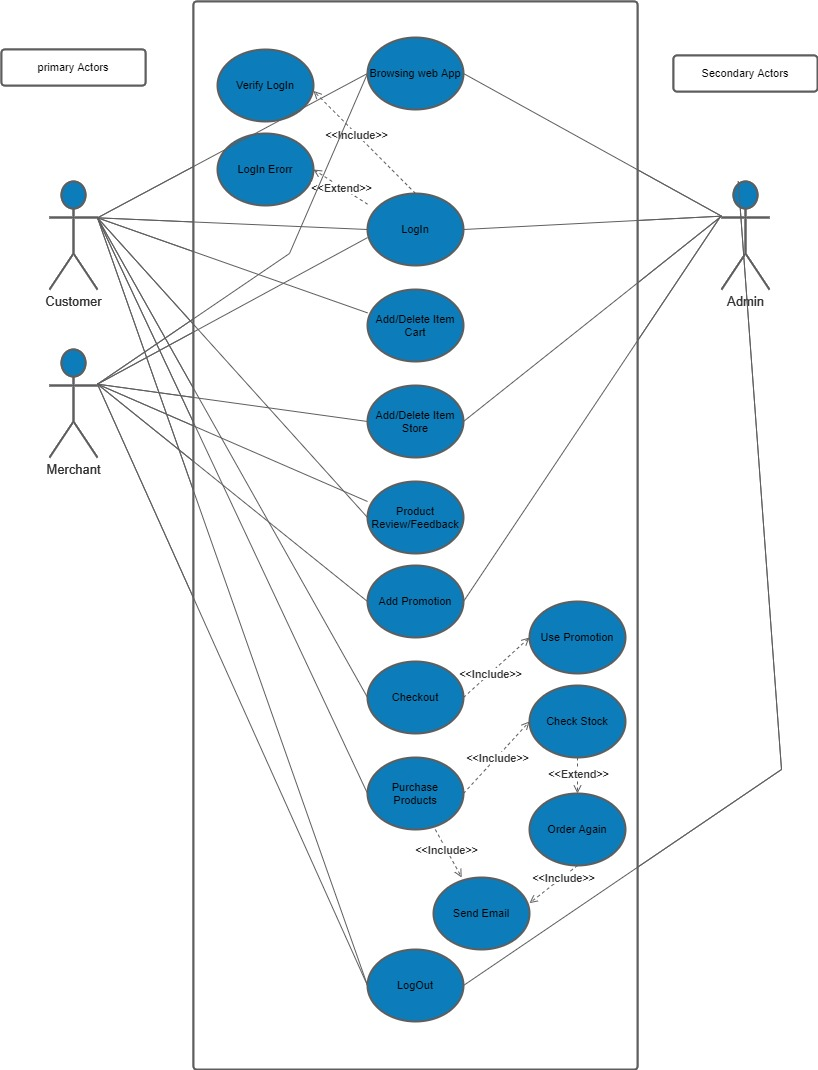 primary Actors
Secondary Actors
Browsing web App
Verify LogIn
<<Include>>
LogIn Erorr
<<Extend>>
LogIn
Customer
Admin
Add/Delete Item
Cart
Merchant
Add/Delete Item
Store
Product
Review/Feedback
Add Promotion
Use Promotion
<<Include>>
Checkout
Check Stock
<<Include>>
<<Extend>>
Purchase
Products
Order Again
<<Include>>
<<Include>>
Send Email
LogOut